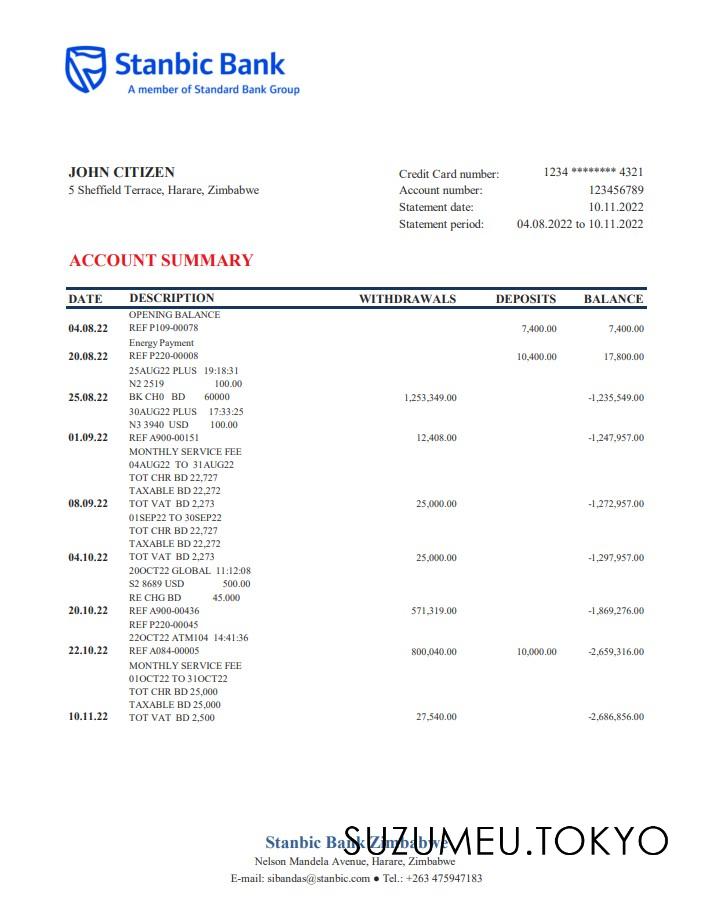 Stanbic Bank
A member of Standard Bank Group
JOHN CITIZEN
5 Sheffield Terrace, Harare, Zimbabwe
Credit Card number: 1234 ******** 4321
Account number: 123456789
Statement date: 10.11.2022
Statement period: 04.08.2022 to 10.11.2022
ACCOUNT SUMMARY
DATE DESCRIPTION WITHDRAWALS DEPOSITS BALANCE
OPENING BALANCE
04.08.22 REF P109-00078 7,400.00 7,400.00
Energy Payment
20.08.22 REF P220-00008 10,400.00 17,800.00
25AUG22 PLUS 19:18:31
N2 2519 100.00
25.08.22 BK CH0 BD 60000 1,253,349.00 -1,235,549.00
30AUG22 PLUS 17:33:25
N3 3940 USD 100.00
01.09.22 REF A900-00151 12,408.00 -1,247,957.00
MONTHLY SERVICE FEE
04AUG22 TO 31AUG22
TOT CHR BD 22,727
TAXABLE BD 22,272
08.09.22 TOT VAT BD 2,273 25,000.00 -1,272,957.00
01SEP22 TO 30SEP22
TOT CHR BD 22,727
TAXABLE BD 22,272
04.10.22 TOT VAT BD 2,273 25,000.00 -1,297,957.00
20OCT22 GLOBAL 11:12:08
S2 8689 USD 500.00
RE CHG BD 45.000
20.10.22 REF A900-00436 571,319.00 -1,869,276.00
REF P220-00045
22OCT22 ATM104 14:41:36
22.10.22 REF A084-00005 800,040.00 10,000.00 -2,659,316.00
MONTHLY SERVICE FEE
01OCT22 TO 31OCT22
TOT CHR BD 25,000
TAXABLE BD 25,000
10.11.22 TOT VAT BD 2,500 27,540.00 -2,686,856.00
Stanbic Bank Zimbabwe
SUZUMEU.TOKYO
Nelson Mandela Avenue, Harare, Zimbabwe
E-mail: sibandas@stanbic.com ● Tel.: +263 475947183